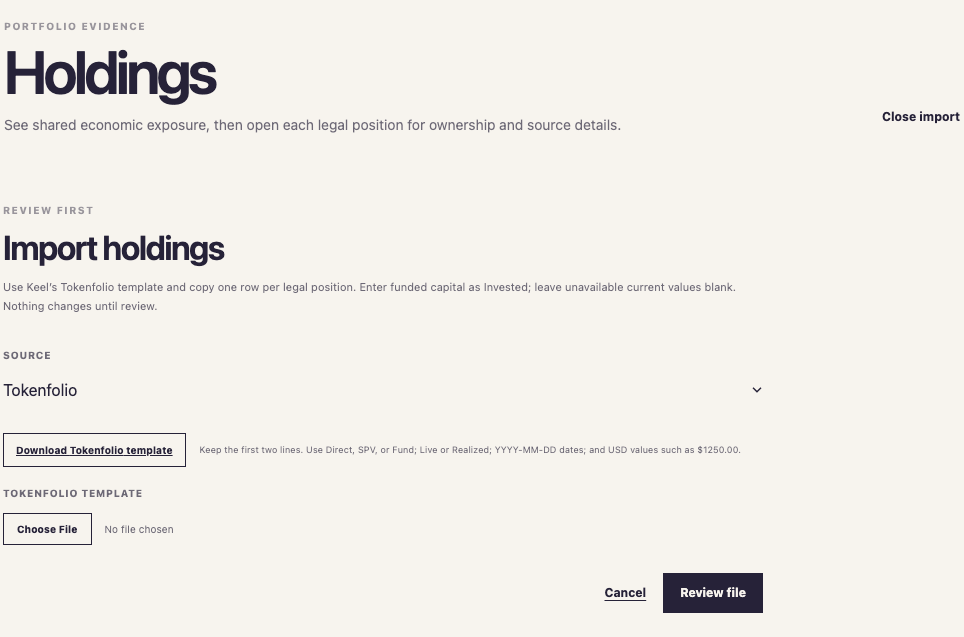 PORTFOLIO EVIDENCE
Holdings
See shared economic exposure, then open each legal position for ownership and source details.
Close import
REVIEW FIRST
Import holdings
Use Keel's Tokenfolio template and copy one row per legal position. Enter funded capital as Invested; leave unavailable current values blank.
Nothing changes until review.
SOURCE
Tokenfolio
Download Tokenfolio template
Keep the first two lines. Use Direct, SPV, or Fund; Live or Realized; YYYY-MM-DD dates; and USD values such as $1250.00.
TOKENFOLIO TEMPLATE
Choose File
No file chosen
Cancel
Review file